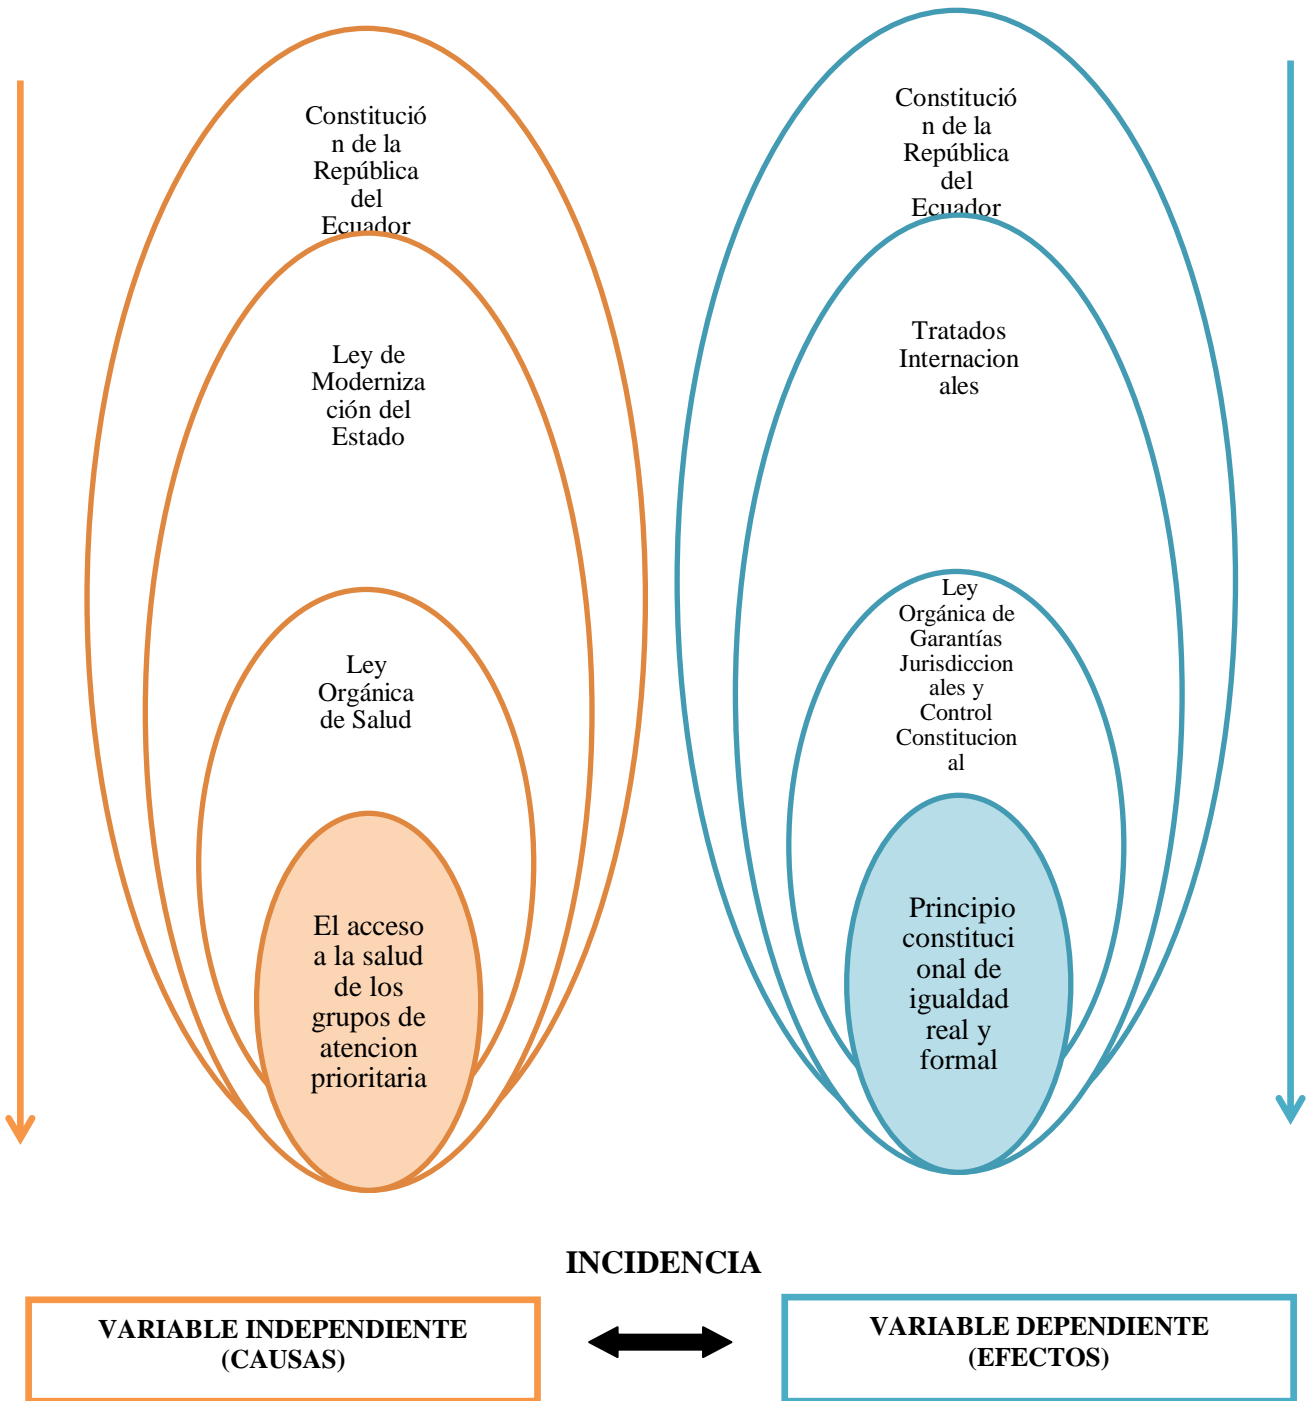 Constitució
n de la
República
del
Ecuador
Ley de
Moderniza
ción del
Estado
Ley
Orgánica
de Salud
El acceso
a la salud
de los
grupos de
atencion
prioritaria
Constitució
n de la
República
del
Ecuador
Tratados
Internacion
ales
Ley
Orgánica de
Garantías
Jurisdiccion
ales y
Control
Constitucion
al
Principio
constituci
onal de
igualdad
real y
formal
INCIDENCIA
VARIABLE INDEPENDIENTE
(CAUSAS)
VARIABLE DEPENDIENTE
(EFECTOS)